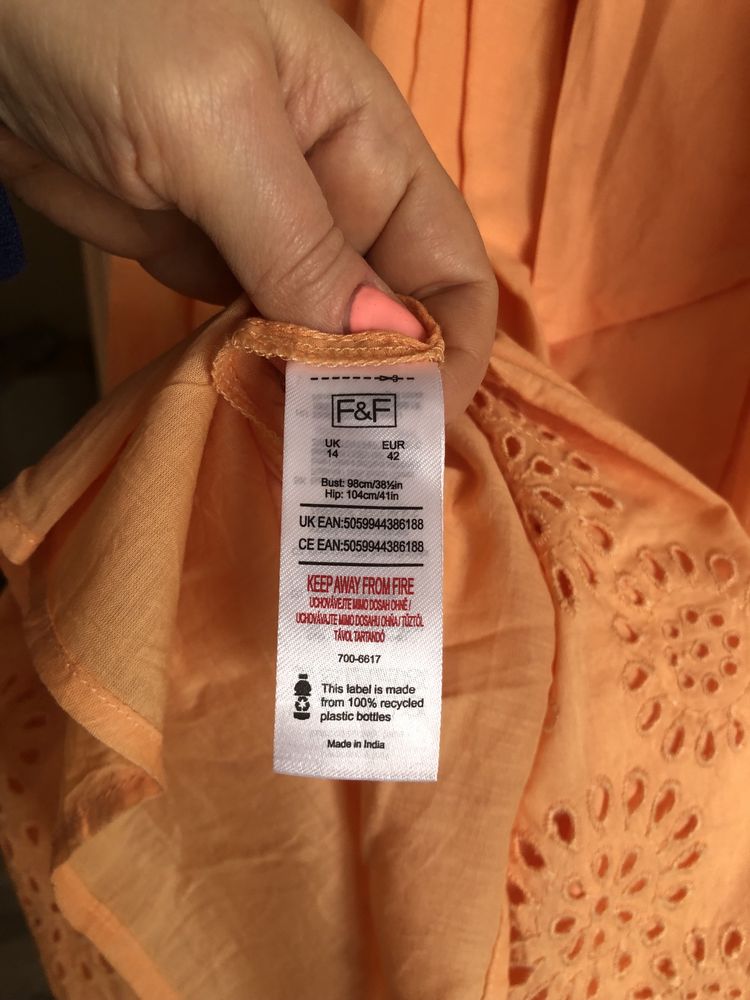 F&F
UK EUR
14 42
Bust: 98cm/38½in
Hip: 104cm/41in
UK EAN:5059944386188
CE EAN:5059944386188
KEEP AWAY FROM FIRE
UCHOVÁVEJTE MIMO DOSAH OHNĚ /
UCHOVÁVAJTE MIMO DOSAHU OHŇA / TŰZTŐL
TÁVOL TARTANDÓ
700-6617
This label is made
from 100% recycled
plastic bottles
Made in India